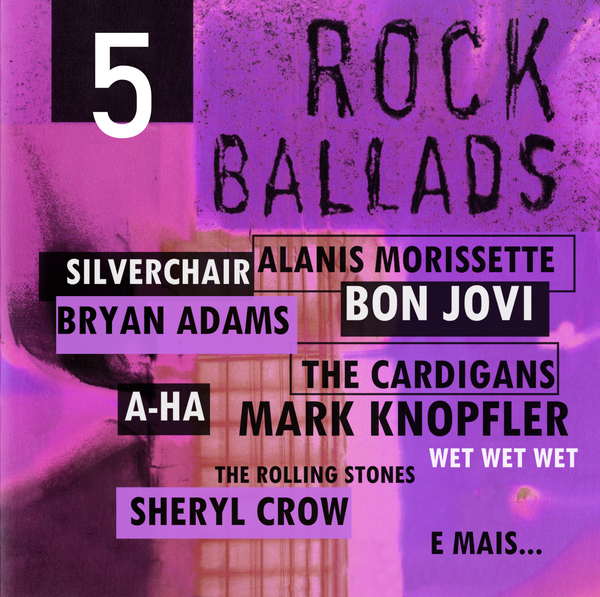 5
ROCK
BALLADS
ALANIS MORISSETTE
SILVERCHAIR
BON JOVI
BRYAN ADAMS
THE CARDIGANS
A-HA
MARK KNOPFLER
WET WET WET
THE ROLLING STONES
SHERYL CROW
E MAIS...